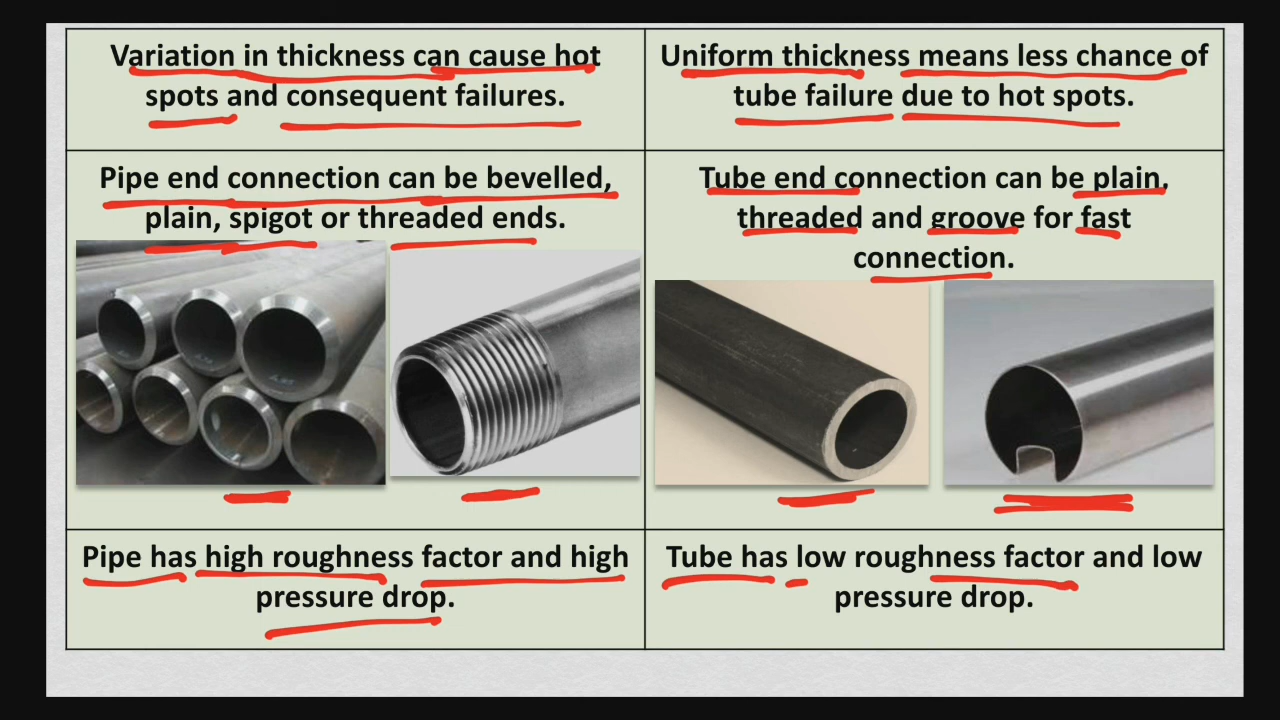 Variation in thickness can cause hot
spots and consequent failures.
Uniform thickness means less chance of
tube failure due to hot spots.
Pipe end connection can be bevelled,
plain, spigot or threaded ends.
Tube end connection can be plain,
threaded and groove for fast
connection.
Pipe has high roughness factor and high
pressure drop.
Tube has low roughness factor and low
pressure drop.